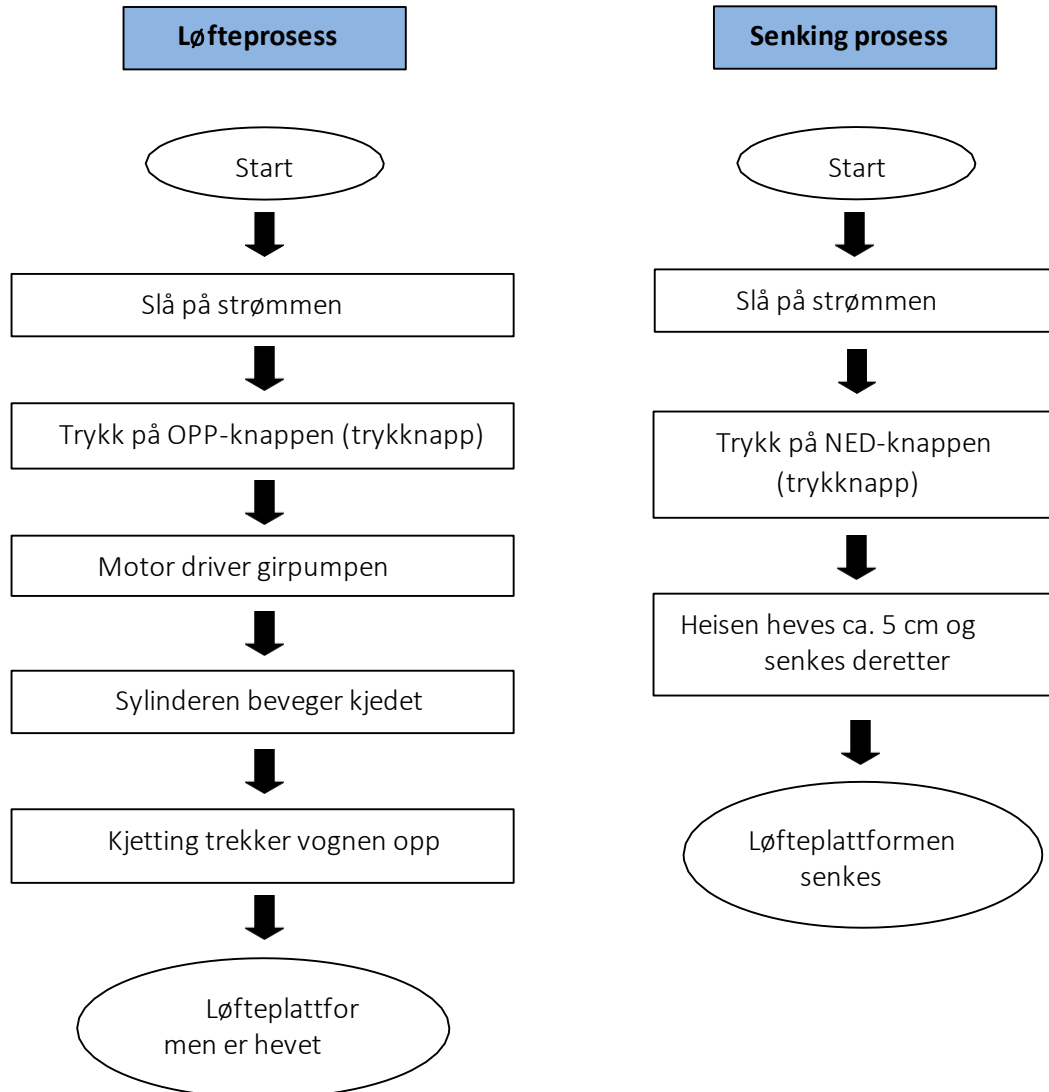 Løfteprosess
Start
Slå på strømmen
Trykk på OPP-knappen (trykknapp)
Motor driver girpumpen
Sylinderen beveger kjedet
Kjetting trekker vognen opp
Løfteplattfor
men er hevet
Senking prosess
Start
Slå på strømmen
Trykk på NED-knappen
(trykknapp)
Heisen heves ca. 5 cm og
senkes deretter
Løfteplattformen
senkes